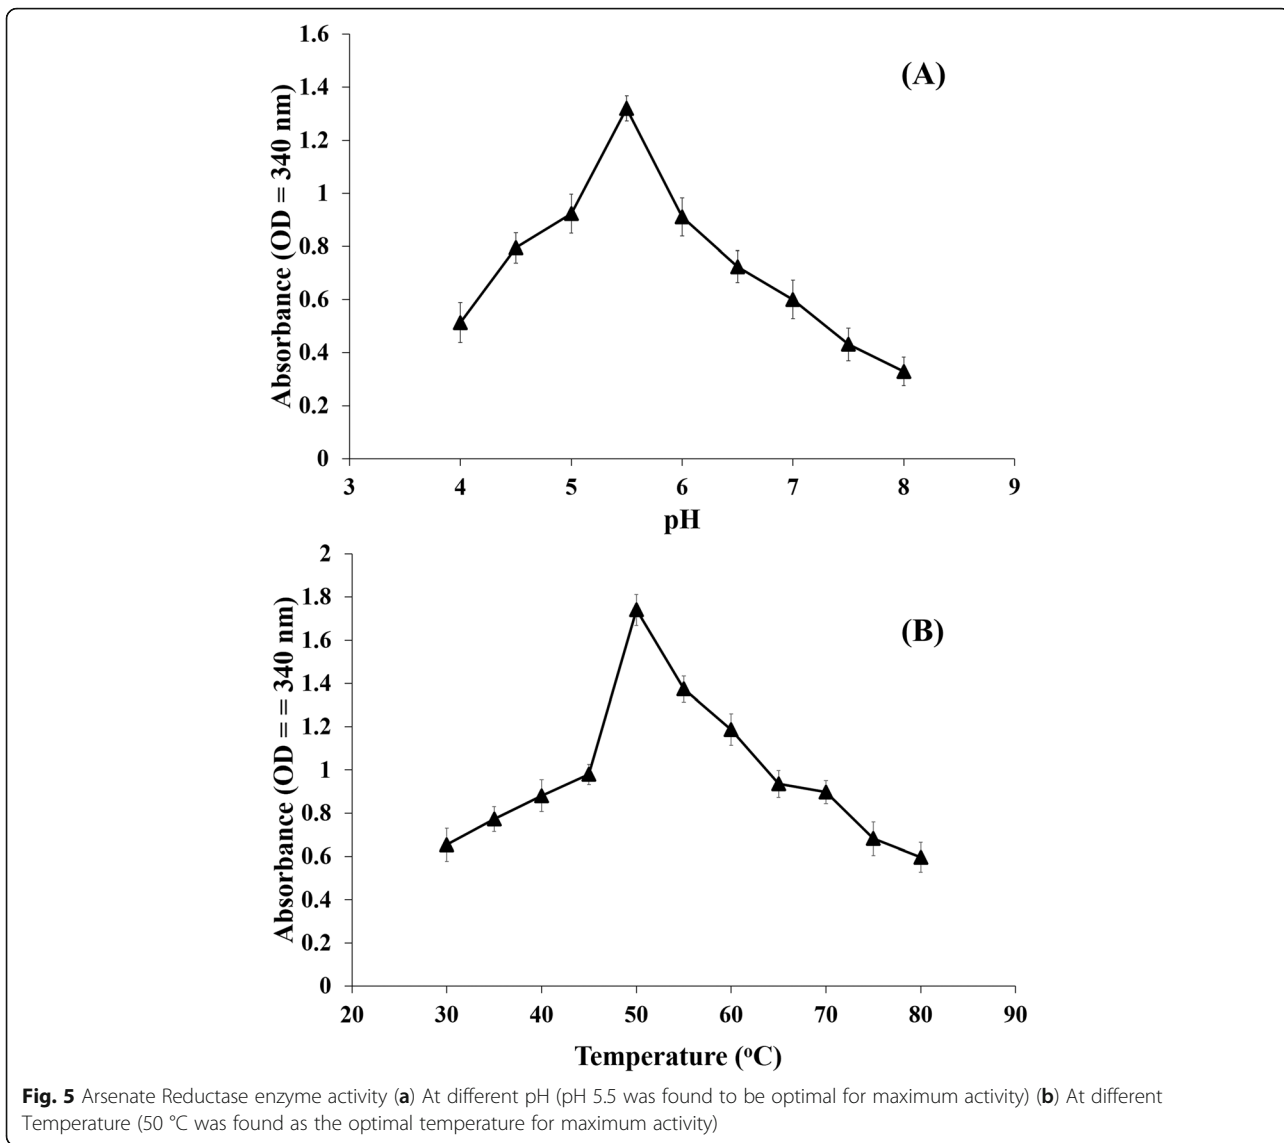 1.6
1.4
1.2
1
0.8
0.6
0.4
0.2
0
Absorbance (OD = 340 nm)
(A)
3 4 5 6 7 8 9
pH
2
1.8
1.6
1.4
1.2
1
0.8
0.6
0.4
0.2
0
Absorbance (OD = = 340 nm)
(B)
20 30 40 50 60 70 80 90
Temperature (ºC)
Fig. 5 Arsenate Reductase enzyme activity (a) At different pH (pH 5.5 was found to be optimal for maximum activity) (b) At different
Temperature (50 °C was found as the optimal temperature for maximum activity)